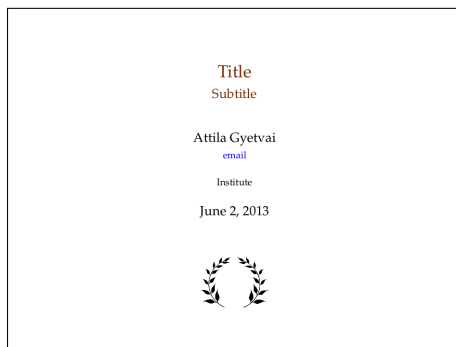 Title
Subtitle
Attila Gyetvai
email
Institute
June 2, 2013